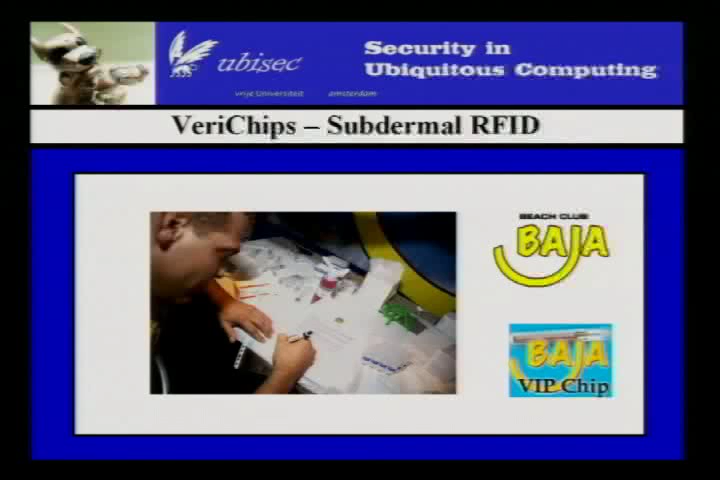 ubisec
vrije Universiteit amsterdam
Security in
Ubiquitous Computing
VeriChips – Subdermal RFID
BEACH CLUB
BAJA
BAJA
VIP Chip